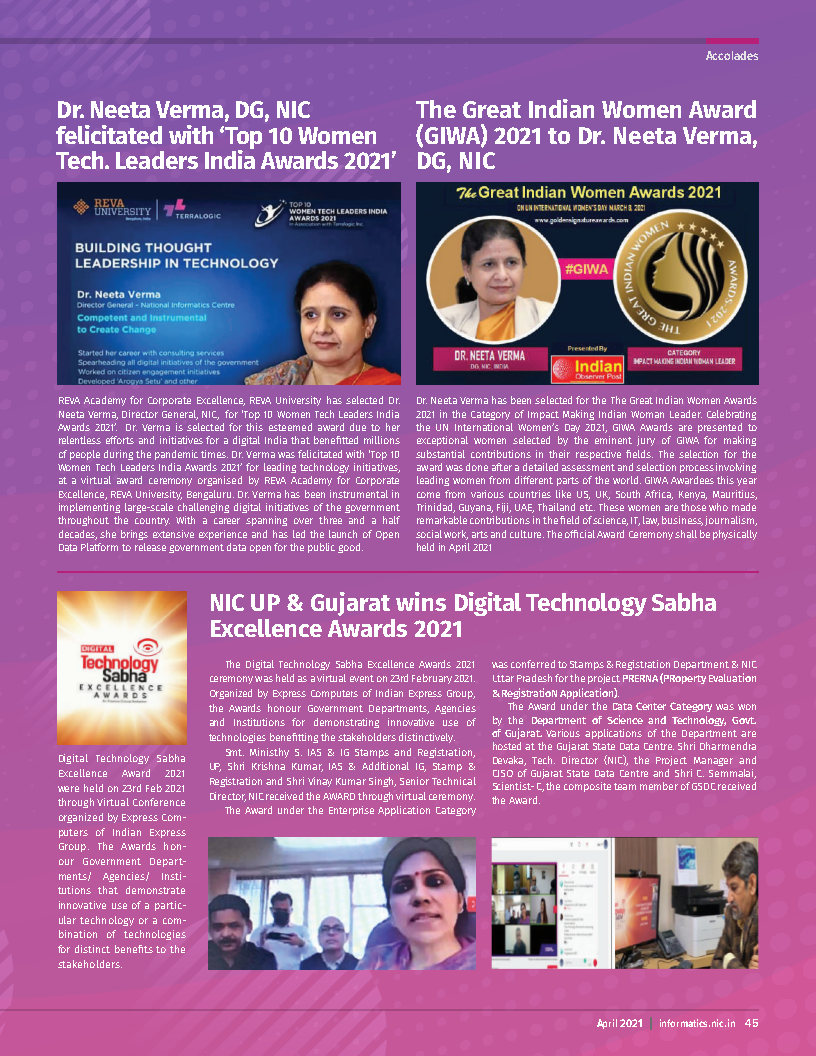 Accolades
Dr. Neeta Verma, DG, NIC
felicitated with ‘Top 10 Women
Tech. Leaders India Awards 2021’
REVA
UNIVERSITY
Bengaluru, India
TERRALOGIC
TOP 10
WOMEN TECH LEADERS INDIA
AWARDS 2021
in Association with Terralogic Inc.
BUILDING THOUGHT
LEADERSHIP IN TECHNOLOGY
Dr. Neeta Verma
Director General - National Informatics Centre
Competent and Instrumental
to Create Change
Started her career with consulting services
Spearheading all digital initiatives of the government
Worked on citizen engagement initiatives
Developed 'Arogya Setu' and other
REVA Academy for Corporate Excellence, REVA University has selected Dr.
Neeta Verma, Director General, NIC, for ‘Top 10 Women Tech Leaders India
Awards 2021’. Dr. Verma is selected for this esteemed award due to her
relentless efforts and initiatives for a digital India that benefitted millions
of people during the pandemic times. Dr. Verma was felicitated with ‘Top 10
Women Tech Leaders India Awards 2021’ for leading technology initiatives,
at a virtual award ceremony organised by REVA Academy for Corporate
Excellence, REVA University, Bengaluru. Dr. Verma has been instrumental in
implementing large-scale challenging digital initiatives of the government
throughout the country. With a career spanning over three and a half
decades, she brings extensive experience and has led the launch of Open
Data Platform to release government data open for the public good.
The Great Indian Women Award
(GIWA) 2021 to Dr. Neeta Verma,
DG, NIC
The Great Indian Women Awards 2021
ON UN INTERNATIONAL WOMEN'S DAY MARCH 8, 2021
www.goldensignatureawards.com
#GIWA
THE GREAT INDIAN WOMEN AWARDS-2021
DR. NEETA VERMA
DG, NIC, INDIA
Presented By
Indian
Observer Post
CATEGORY
IMPACT MAKING INDIAN WOMAN LEADER
Dr. Neeta Verma has been selected for the The Great Indian Women Awards
2021 in the Category of Impact Making Indian Woman Leader. Celebrating
the UN International Women’s Day 2021, GIWA Awards are presented to
exceptional women selected by the eminent jury of GIWA for making
substantial contributions in their respective fields. The selection for the
award was done after a detailed assessment and selection process involving
leading women from different parts of the world. GIWA Awardees this year
come from various countries like US, UK, South Africa, Kenya, Mauritius,
Trinidad, Guyana, Fiji, UAE, Thailand etc. These women are those who made
remarkable contributions in the field of science, IT, law, business, journalism,
social work, arts and culture. The official Award Ceremony shall be physically
held in April 2021
DIGITAL
Technology
Sabha
EXCELLENCE
AWARDS
Digital Technology Sabha
Excellence Award 2021
were held on 23rd Feb 2021
through Virtual Conference
organized by Express Com-
puters of Indian Express
Group. The Awards hon-
our Government Depart-
ments/ Agencies/ Insti-
tutions that demonstrate
innovative use of a partic-
ular technology or a com-
bination of technologies
for distinct benefits to the
stakeholders.
NIC UP & Gujarat wins Digital Technology Sabha
Excellence Awards 2021
The Digital Technology Sabha Excellence Awards 2021
ceremony was held as a virtual event on 23rd February 2021.
Organized by Express Computers of Indian Express Group,
the Awards honour Government Departments, Agencies
and Institutions for demonstrating innovative use of
technologies benefitting the stakeholders distinctively.
Smt. Ministhy S. IAS & IG Stamps and Registration,
UP, Shri Krishna Kumar, IAS & Additional IG, Stamp &
Registration and Shri Vinay Kumar Singh, Senior Technical
Director, NIC received the AWARD through virtual ceremony.
The Award under the Enterprise Application Category
was conferred to Stamps & Registration Department & NIC
Uttar Pradesh for the project PRERNA (PRoperty Evaluation
& RegistratioN Application).
The Award under the Data Center Category was won
by the Department of Science and Technology, Govt.
of Gujarat. Various applications of the Department are
hosted at the Gujarat State Data Centre. Shri Dharmendra
Devaka, Tech. Director (NIC), the Project Manager and
CISO of Gujarat State Data Centre and Shri C. Semmalai,
Scientist- C, the composite team member of GSDC received
the Award.
April 2021 | informatics.nic.in 45